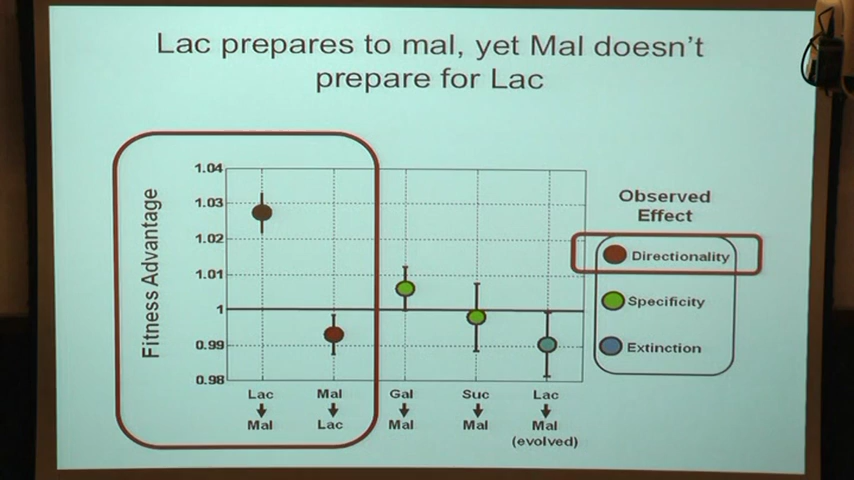 Lac prepares to mal, yet Mal doesn't
prepare for Lac
Fitness Advantage
1.04
1.03
1.02
1.01
1
0.99
0.98
Lac Mal Gal Suc Lac
Mal Lac Mal Mal Mal
(evolved)
Observed
Effect
Directionality
Specificity
Extinction